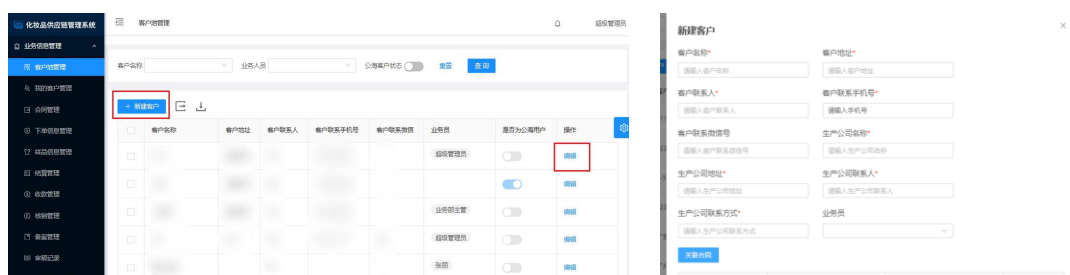 化妆品供应链管理系统
客户池管理
超级管理员
业务信息管理
客户池管理
我的客户管理
合同管理
下单信息管理
样品信息管理
结算管理
收款管理
核销管理
备案管理
余额记录
客户名称
业务人员
公海客户状态
重置
查询
+ 新建客户
客户名称 客户地址 客户联系人 客户联系手机号 客户联系微信 业务员 是否为公海用户 操作
超级管理员 编辑
编辑
业务部主管 编辑
超级管理员 编辑
张丽 编辑
新建客户
客户名称* 客户地址*
请输入客户名称 请输入客户地址
客户联系人* 客户联系手机号*
请输入客户联系人 请输入手机号
客户联系微信号 生产公司名称*
请输入客户联系微信号 请输入生产公司名称
生产公司地址* 生产公司联系人*
请输入生产公司地址 请输入生产公司联系人
生产公司联系方式* 业务员
请输入生产公司联系方式
关联合同